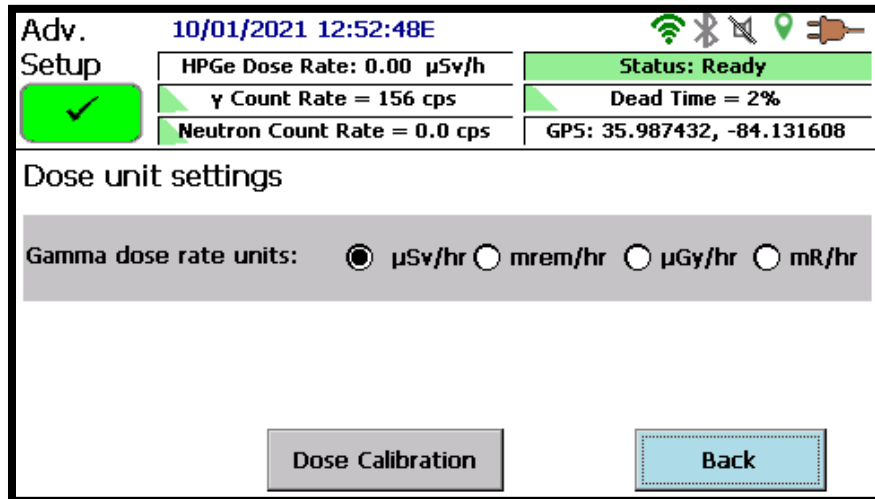 Adv. 10/01/2021 12:52:48E
Setup
HPGe Dose Rate: 0.00 µSv/h Status: Ready
γ Count Rate = 156 cps Dead Time = 2%
Neutron Count Rate = 0.0 cps GPS: 35.987432, -84.131608
Dose unit settings
Gamma dose rate units: µSv/hr mrem/hr µGy/hr mR/hr
Dose Calibration Back